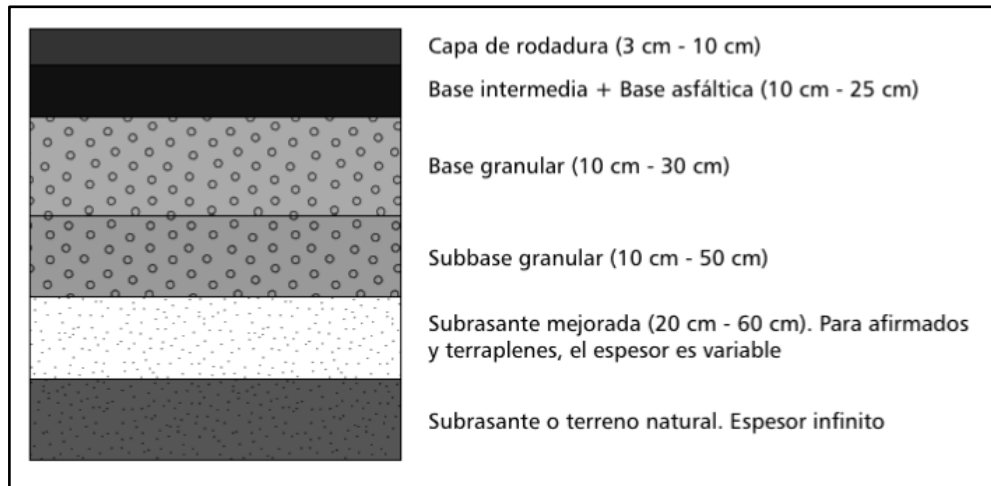 Capa de rodadura (3 cm - 10 cm)
Base intermedia + Base asfáltica (10 cm - 25 cm)
Base granular (10 cm - 30 cm)
Subbase granular (10 cm - 50 cm)
Subrasante mejorada (20 cm - 60 cm). Para afirmados
y terraplenes, el espesor es variable
Subrasante o terreno natural. Espesor infinito